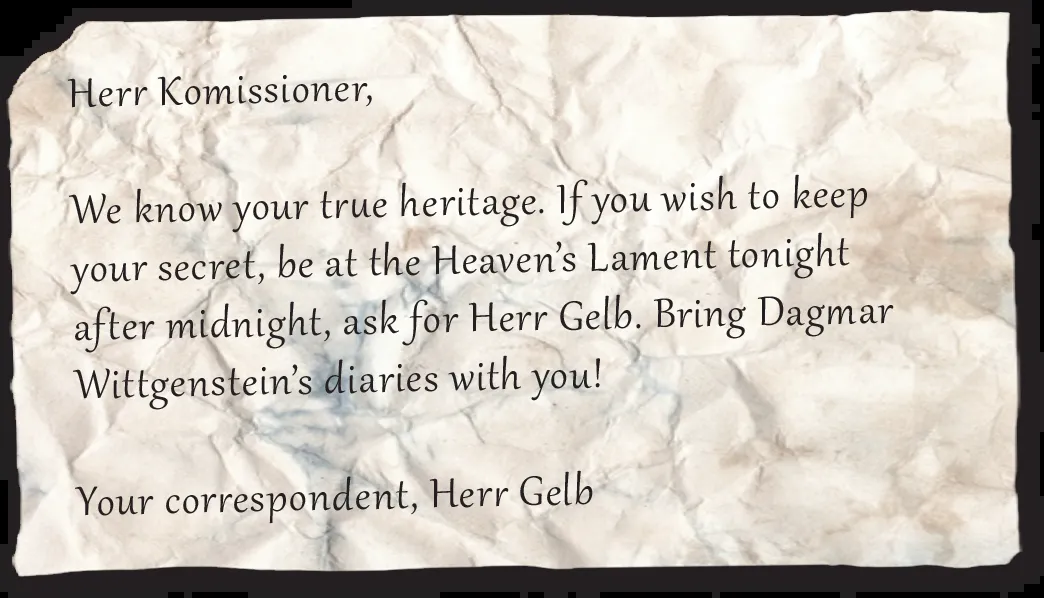 Herr Komissioner,
We know your true heritage. If you wish to keep
your secret, be at the Heaven's Lament tonight
after midnight, ask for Herr Gelb. Bring Dagmar
Wittgenstein's diaries with you!
Your correspondent, Herr Gelb